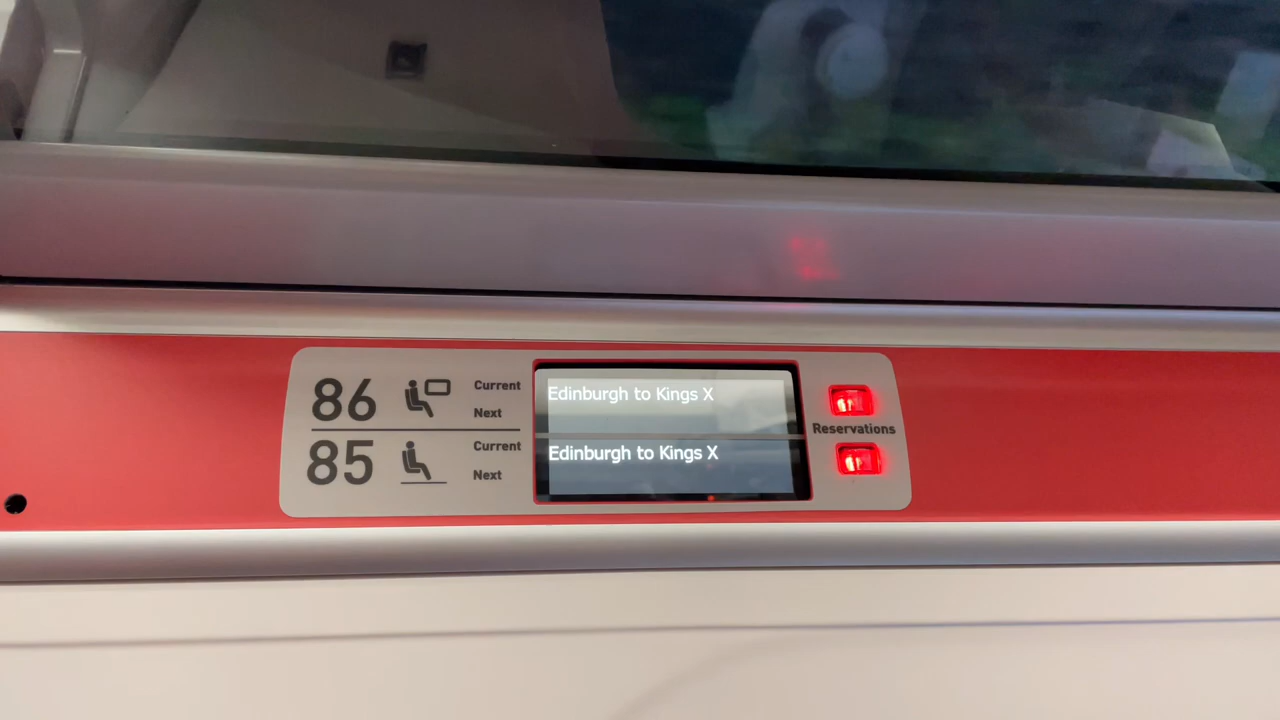 86 Current Edinburgh to Kings X
Next
Reservations
85 Current Edinburgh to Kings X
Next